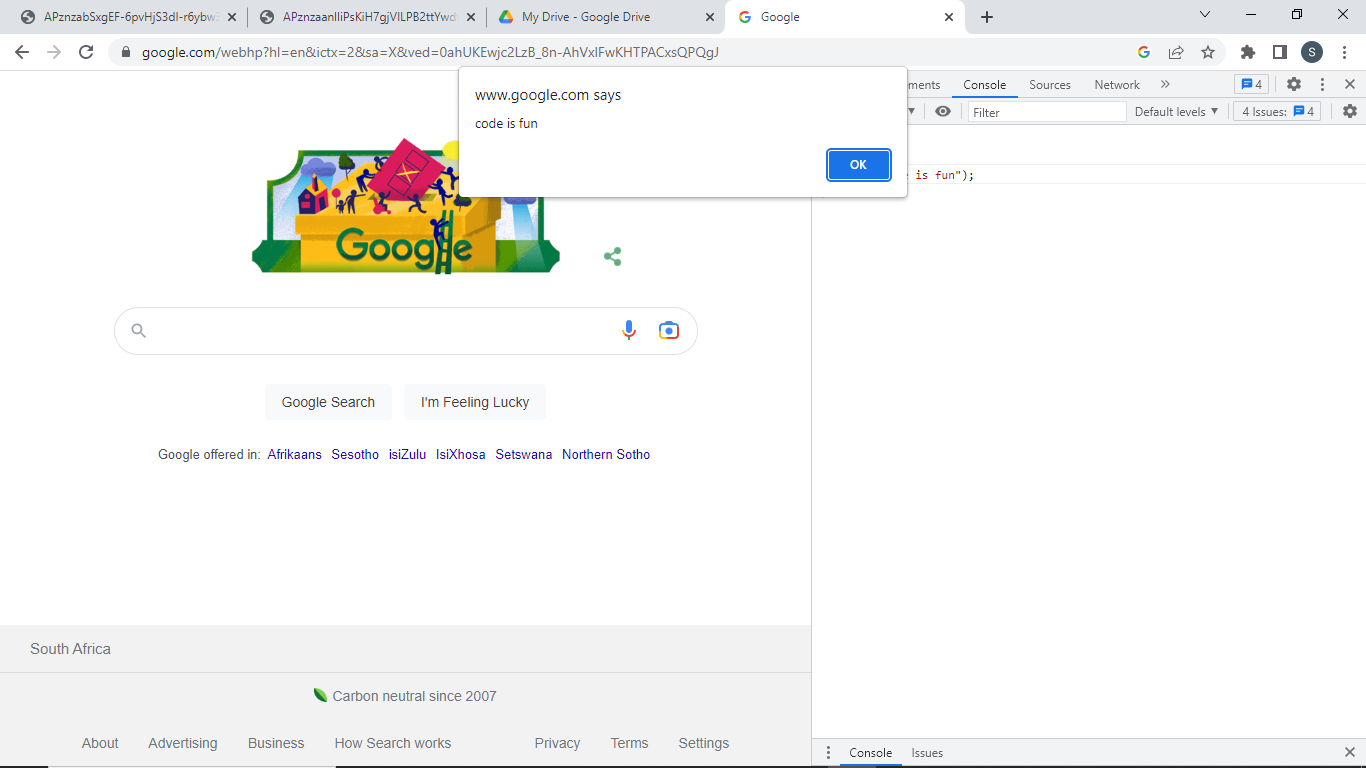 APznzabSxgEF-6pvHjS3dI-r6ybw
APznzaanlIiPsKiH7gjVILPB2ttYwd
My Drive - Google Drive
Google
google.com/webhp?hl=en&ictx=2&sa=X&ved=0ahUKEwjc2LzB_8n-AhVxIFwKHTPACxsQPQgJ
S
www.google.com says
code is fun
OK
ments
Console
Sources
Network
4
Filter
Default levels
4 Issues:
4
e is fun");
Google
Google Search
I'm Feeling Lucky
Google offered in: Afrikaans Sesotho isiZulu IsiXhosa Setswana Northern Sotho
South Africa
Carbon neutral since 2007
About Advertising Business How Search works Privacy Terms Settings
Console
Issues